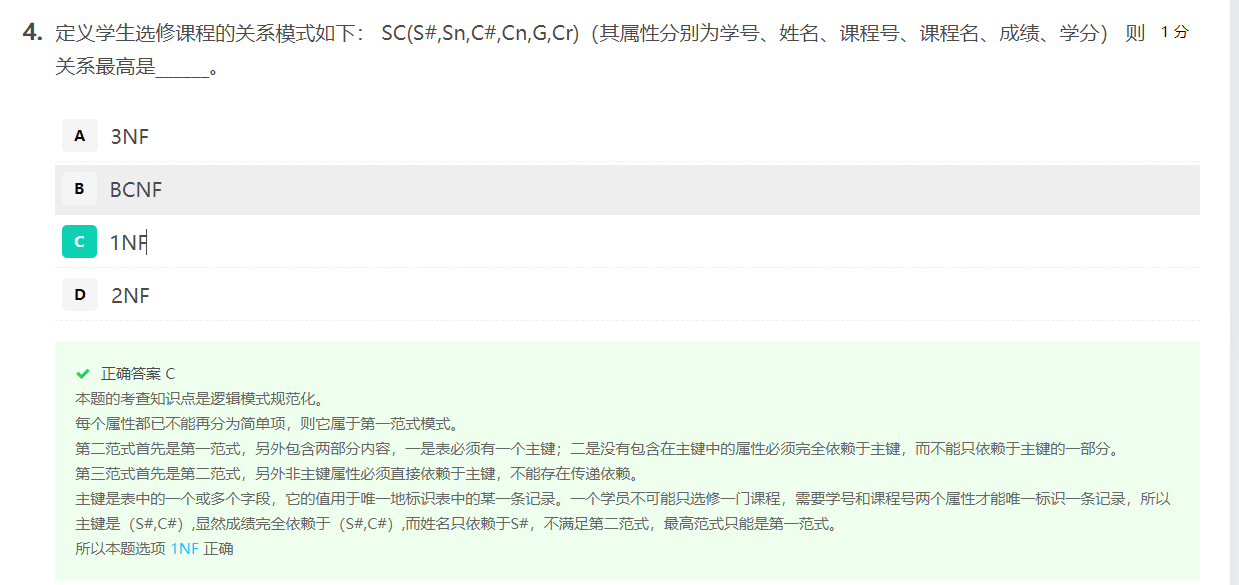 4. 定义学生选修课程的关系模式如下： SC(S#,Sn,C#,Cn,G,Cr)（其属性分别为学号、姓名、课程号、课程名、成绩、学分） 则 1 分
关系最高是______。
A 3NF
B BCNF
C 1NF
D 2NF
正确答案 C
本题的考查知识点是逻辑模式规范化。
每个属性都已不能再分为简单项，则它属于第一范式模式。
第二范式首先是第一范式，另外包含两部分内容，一是表必须有一个主键；二是没有包含在主键中的属性必须完全依赖于主键，而不能只依赖于主键的一部分。
第三范式首先是第二范式，另外非主键属性必须直接依赖于主键，不能存在传递依赖。
主键是表中的一个或多个字段，它的值用于唯一地标识表中的某一条记录。一个学员不可能只选修一门课程，需要学号和课程号两个属性才能唯一标识一条记录，所以
主键是（S#,C#）,显然成绩完全依赖于（S#,C#）,而姓名只依赖于S#，不满足第二范式，最高范式只能是第一范式。
所以本题选项 1NF 正确